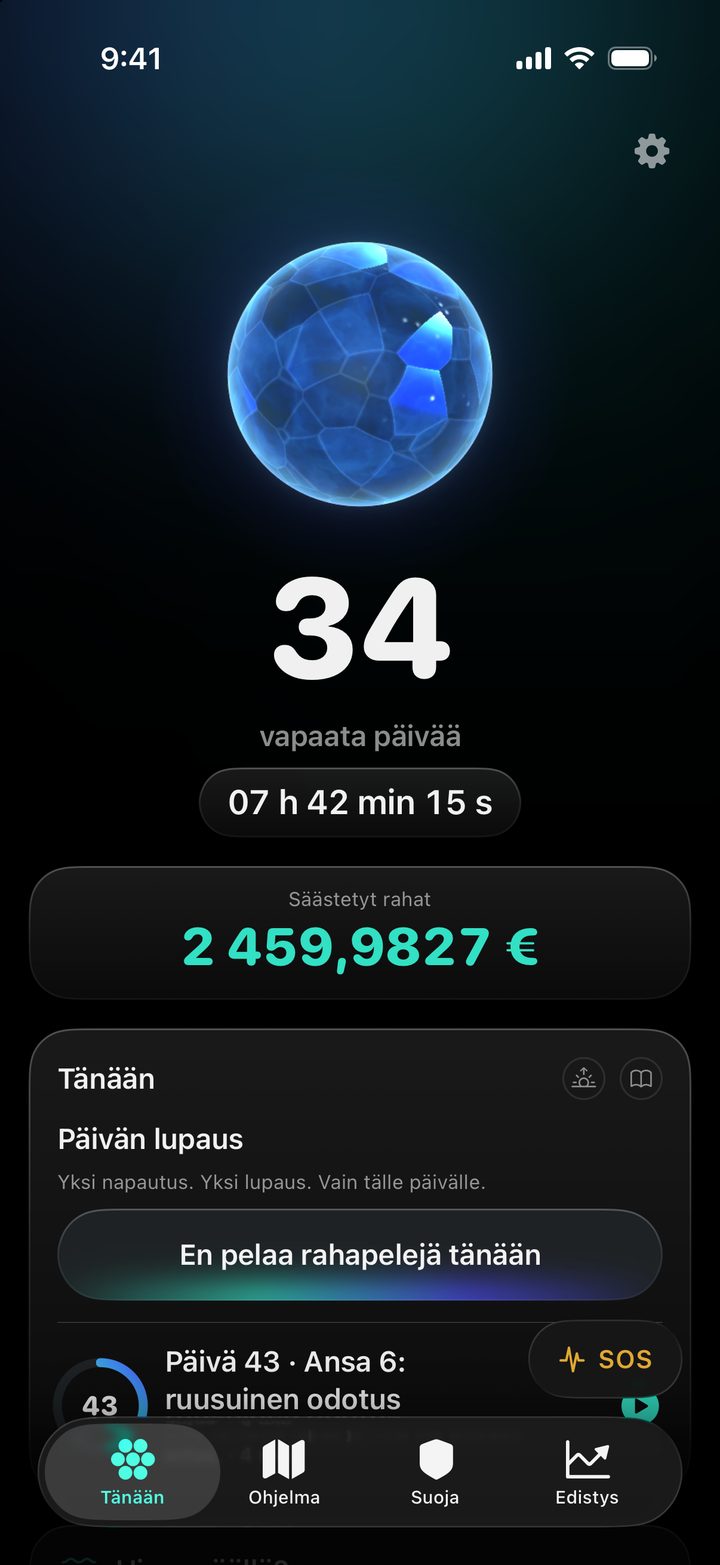 9:41
34
vapaata päivää
07 h 42 min 15 s
Säästetyt rahat
2 459,9827 €
Tänään
Päivän lupaus
Yksi napautus. Yksi lupaus. Vain tälle päivälle.
En pelaa rahapelejä tänään
Päivä 43 · Ansa 6:
ruusuinen odotus
43
SOS
Tänään
Ohjelma
Suoja
Edistys